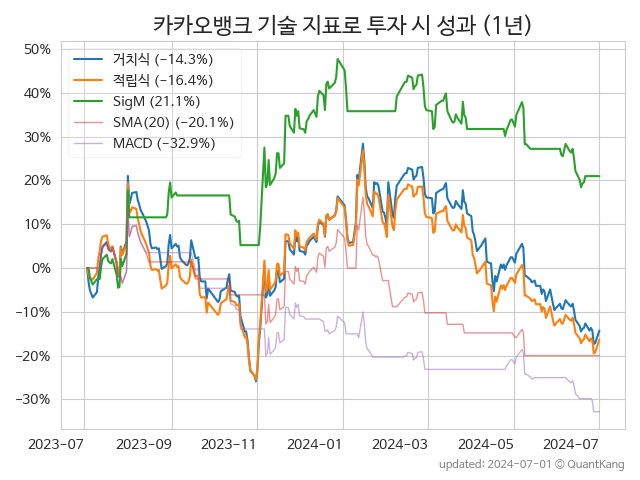 카카오뱅크 기술 지표로 투자 시 성과 (1년)
50%
40%
30%
20%
10%
0%
−10%
−20%
−30%
거치식 (−14.3%)
적립식 (−16.4%)
SigM (21.1%)
SMA(20) (−20.1%)
MACD (−32.9%)
2023-07 2023-09 2023-11 2024-01 2024-03 2024-05 2024-07
updated: 2024-07-01 © QuantKang